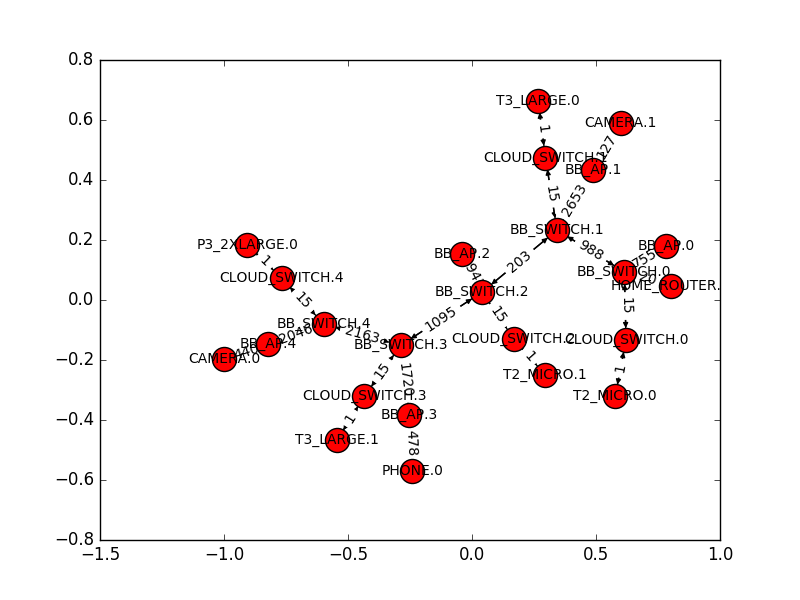 0.8
T3_LARGE.0
CAMERA.1
0.6
1
127
CLOUD_SWITCH.1
BB_AP.1
0.4
15
2653
BB_SWITCH.1
0.2
P3_2XLARGE.0
BB_AP.2
203
988
BB_AP.0
755
1
CLOUD_SWITCH.4
BB_SWITCH.0
HOME_ROUTER.
BB_SWITCH.2
0.0
15
1095
15
15
BB_SWITCH.4
2046
2163
BB_SWITCH.3
CLOUD_SWITCH.2
CLOUD_SWITCH.0
BB_AP.4
CAMERA.0
−0.2
1
1
15
1720
T2_MICRO.1
T2_MICRO.0
CLOUD_SWITCH.3
BB_AP.3
−0.4
1
T3_LARGE.1
478
PHONE.0
−0.6
−0.8
−1.5
−1.0
−0.5
0.0
0.5
1.0